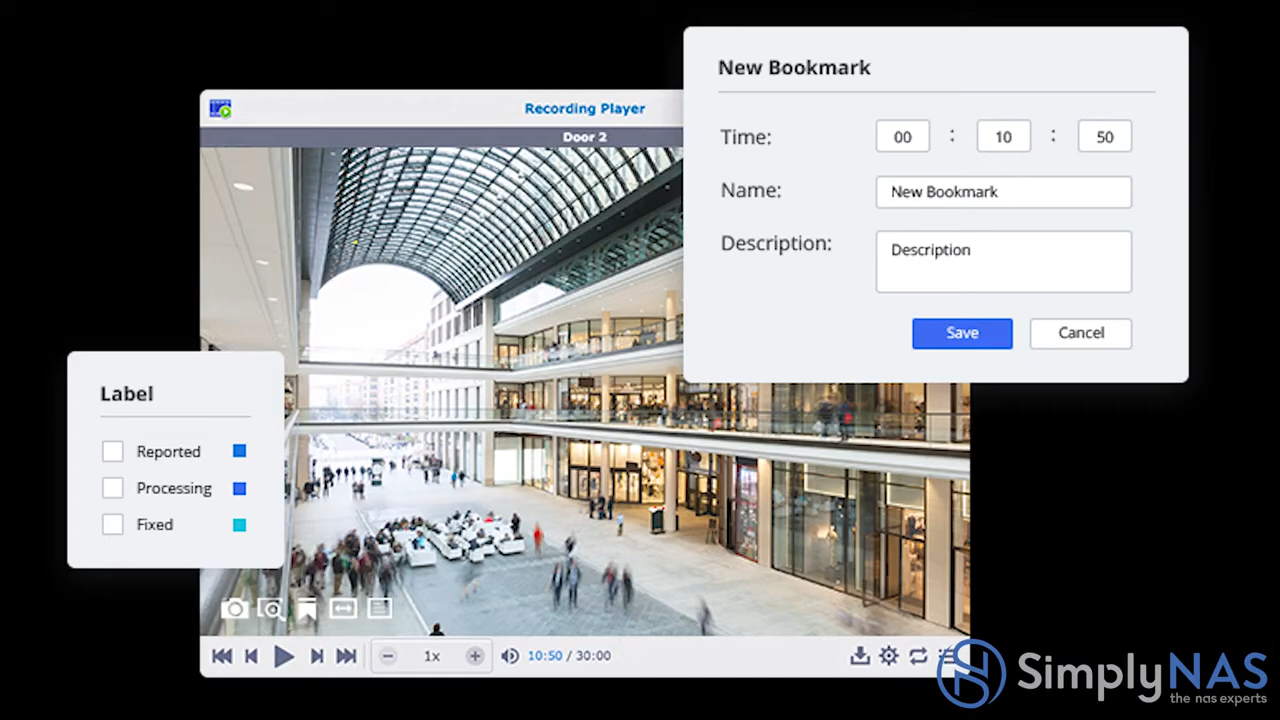 New Bookmark
Time: 00 : 10 : 50
Name: New Bookmark
Description: Description
Save Cancel
Recording Player
Door 2
Label
Reported
Processing
Fixed
1x 10:50 / 30:00
SimplyNAS
the nas experts